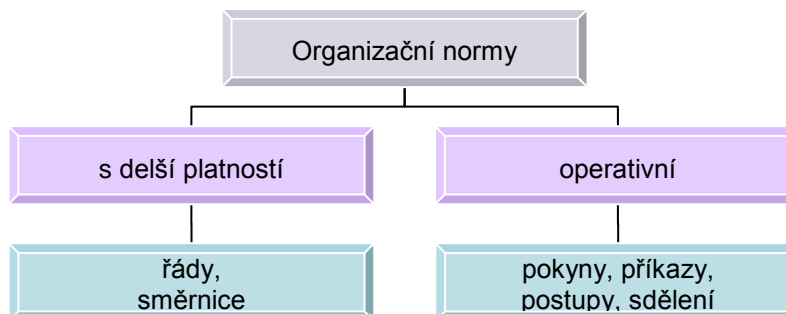 Organizační normy
s delší platností
operativní
řády,
směrnice
pokyny, příkazy,
postupy, sdělení